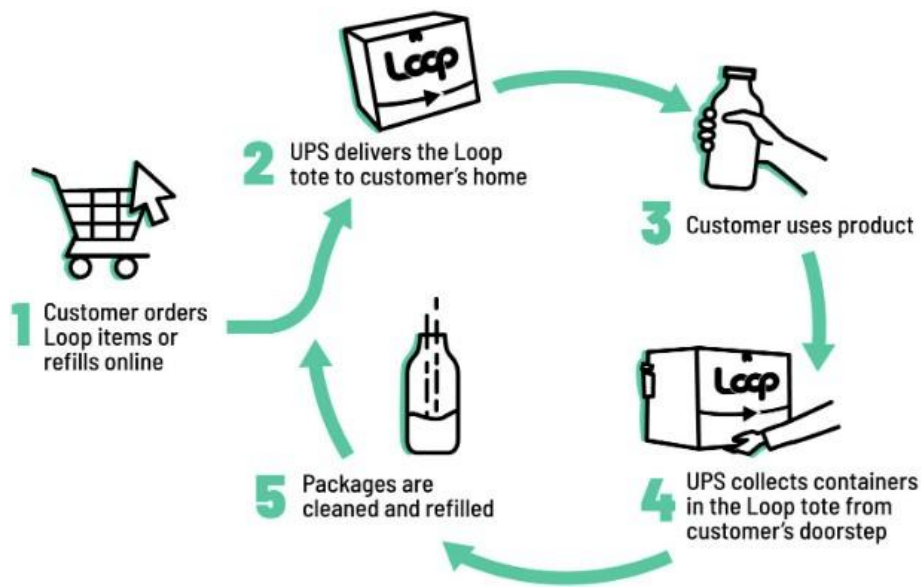 1 Customer orders
Loop items or
refills online
Loop
2 UPS delivers the Loop
tote to customer's home
3 Customer uses product
Loop
4 UPS collects containers
in the Loop tote from
customer's doorstep
5 Packages are
cleaned and refilled